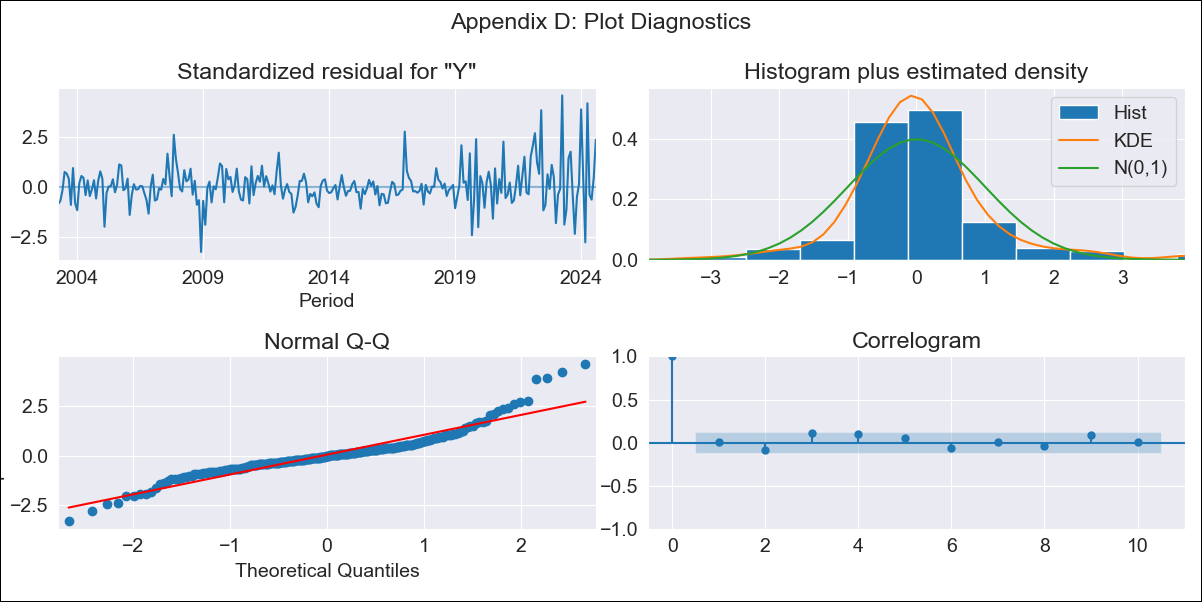 Appendix D: Plot Diagnostics
Standardized residual for "Y"
2.5
0.0
−2.5
2004 2009 2014 2019 2024
Period
Histogram plus estimated density
Hist
KDE
N(0,1)
0.4
0.2
0.0
−3 −2 −1 0 1 2 3
Normal Q-Q
2.5
0.0
−2.5
−2 −1 0 1 2
Theoretical Quantiles
Correlogram
1.0
0.5
0.0
−0.5
−1.0
0 2 4 6 8 10